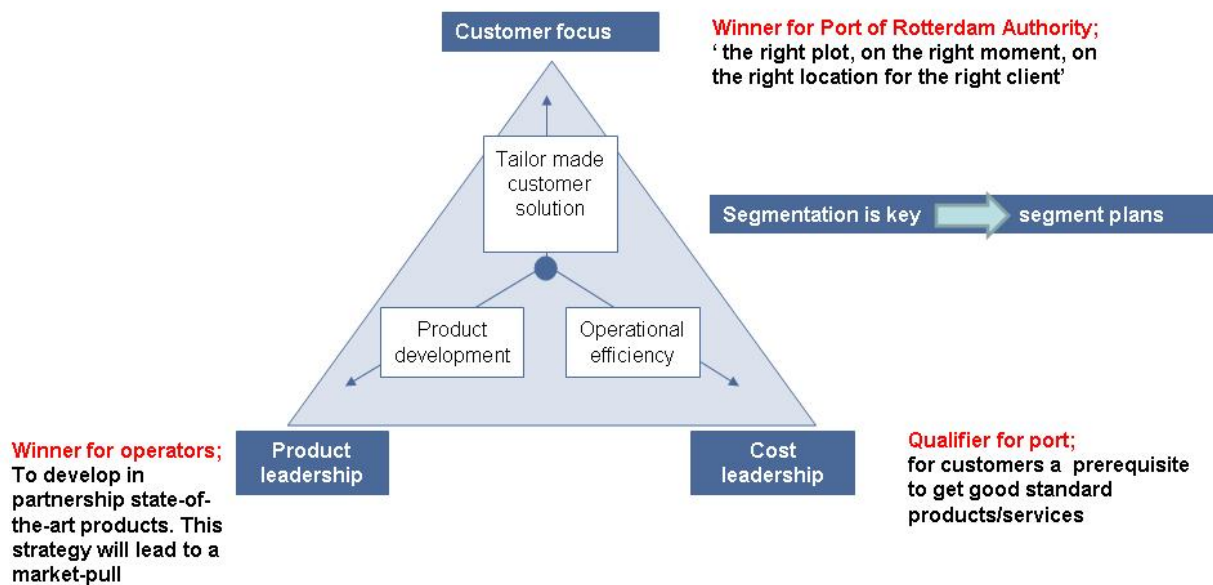 Customer focus
Winner for Port of Rotterdam Authority;
‘ the right plot, on the right moment, on
the right location for the right client’
Tailor made
customer
solution
Segmentation is key
segment plans
Product
development
Operational
efficiency
Winner for operators;
To develop in
partnership state-of-
the-art products. This
strategy will lead to a
market-pull
Product
leadership
Cost
leadership
Qualifier for port;
for customers a prerequisite
to get good standard
products/services